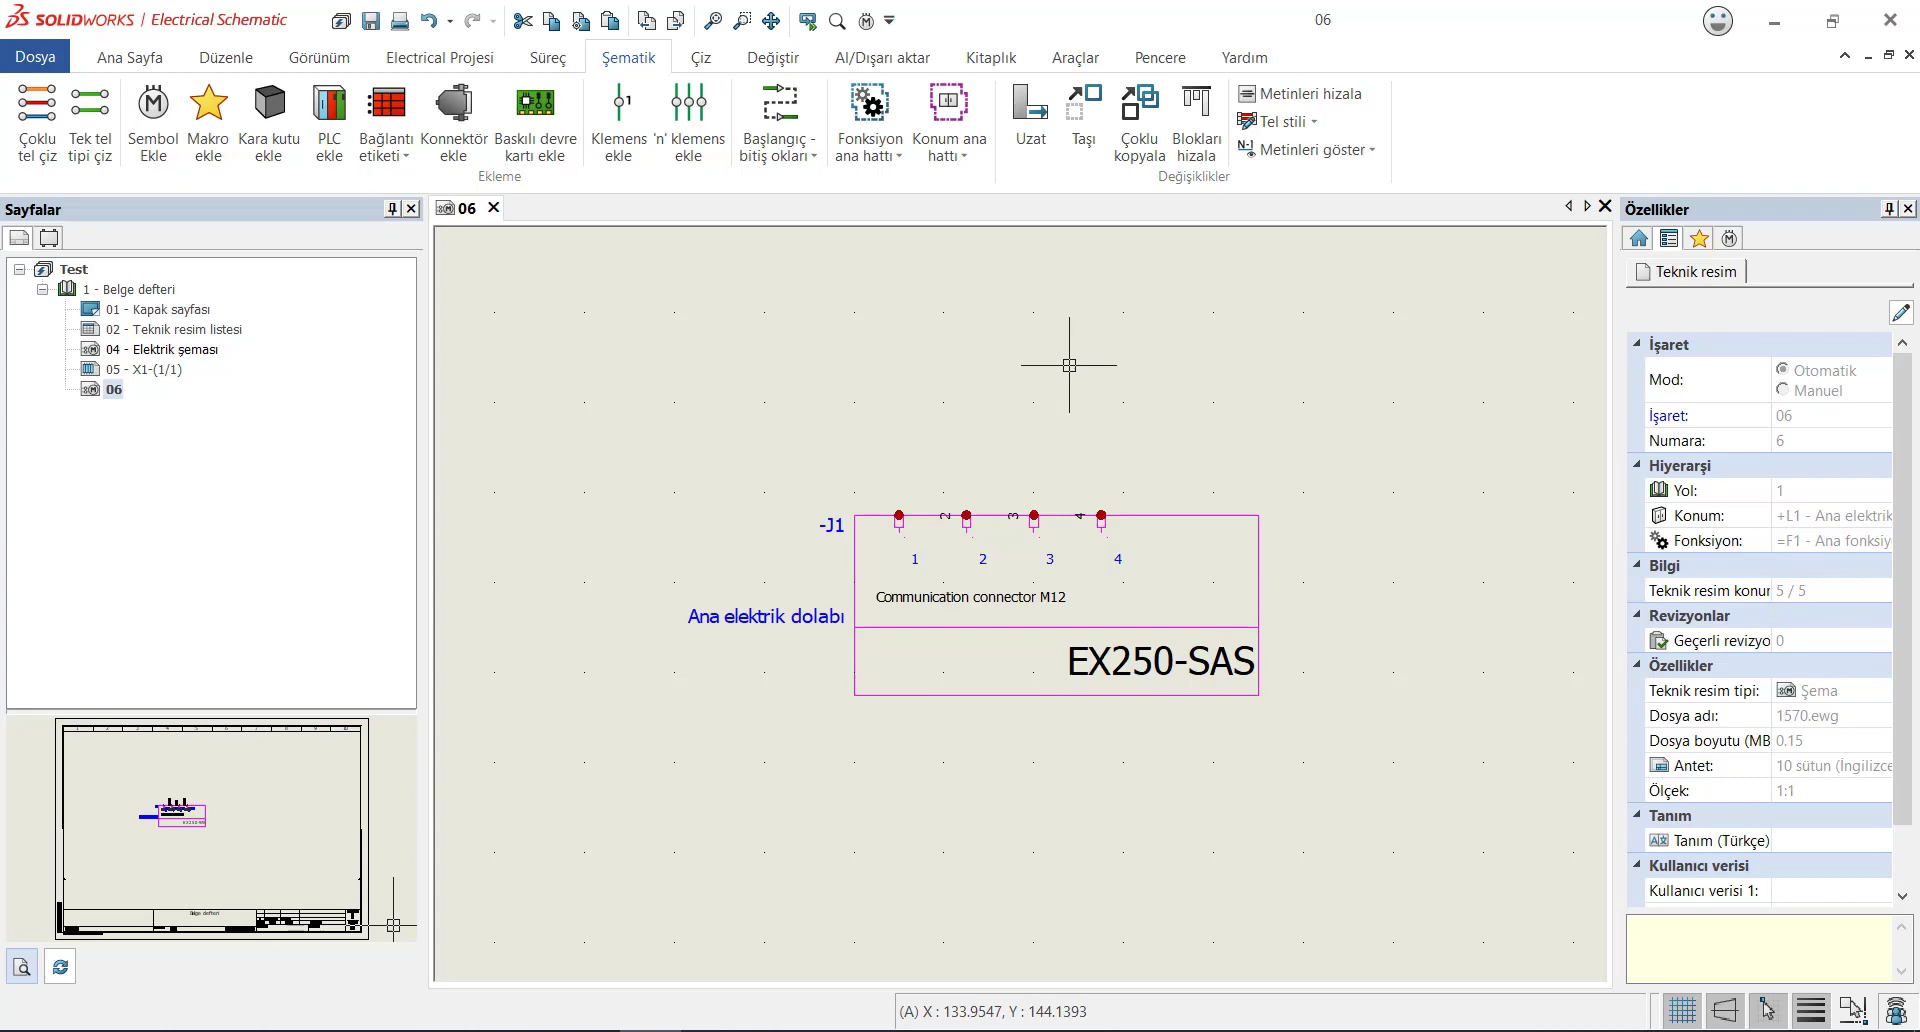 SOLIDWORKS | Electrical Schematic
06
Dosya
Ana Sayfa
Düzenle
Görünüm
Electrical Projesi
Süreç
Şematik
Çiz
Değiştir
Al/Dışarı aktar
Kitaplık
Araçlar
Pencere
Yardım
Çoklu tel çiz
Tek tel tipi çiz
Sembol Ekle
Makro ekle
Kara kutu ekle
PLC ekle
Bağlantı etiketi
Konnektör ekle
Baskılı devre kartı ekle
Klemens ekle
'n' klemens ekle
Başlangıç - bitiş okları
Fonksiyon ana hattı
Konum ana hattı
Uzat
Taşı
Çoklu kopyala
Blokları hizala
Metinleri hizala
Tel stili
Metinleri göster
Ekleme
Değişiklikler
Sayfalar
06
Özellikler
Test
1 - Belge defteri
01 - Kapak sayfası
02 - Teknik resim listesi
04 - Elektrik şeması
05 - X1-(1/1)
06
-J1
2
3
4
1
2
3
4
Communication connector M12
Ana elektrik dolabı
EX250-SAS
Belge defteri
Teknik resim
İşaret
Mod:
Otomatik
Manuel
İşaret:
06
Numara:
6
Hiyerarşi
Yol:
1
Konum:
+L1 - Ana elektrik
Fonksiyon:
=F1 - Ana fonksiy
Bilgi
Teknik resim konur
5 / 5
Revizyonlar
Geçerli revizyo
0
Özellikler
Teknik resim tipi:
Şema
Dosya adı:
1570.ewg
Dosya boyutu (MB
0.15
Antet:
10 sütun (İngilizce
Ölçek:
1:1
Tanım
Tanım (Türkçe)
Kullanıcı verisi
Kullanıcı verisi 1:
(A) X : 133.9547, Y : 144.1393